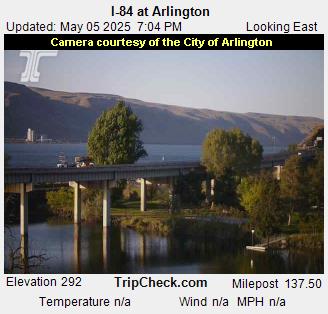 I-84 at Arlington
Updated: May 05 2025 7:04 PM Looking East
Camera courtesy of the City of Arlington
Elevation 292 TripCheck.com Milepost 137.50
Temperature n/a Wind n/a MPH n/a